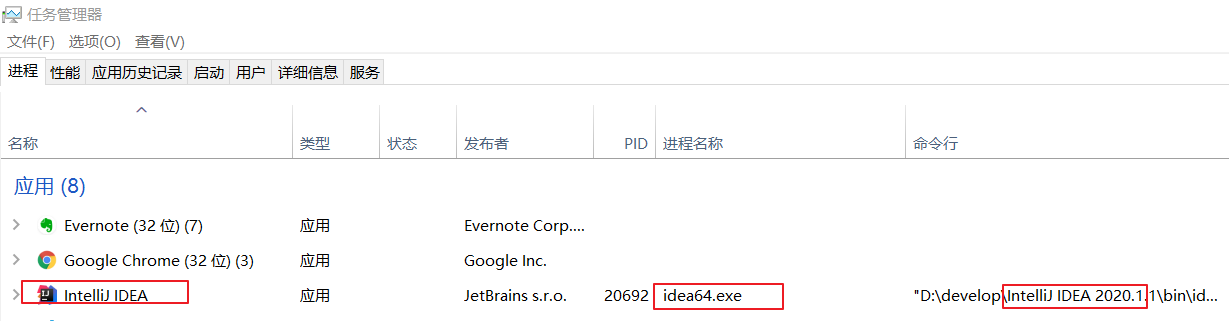 任务管理器
文件(F) 选项(O) 查看(V)
进程 性能 应用历史记录 启动 用户 详细信息 服务
名称 类型 状态 发布者 PID 进程名称 命令行
应用 (8)
Evernote (32 位) (7) 应用 Evernote Corp....
Google Chrome (32 位) (3) 应用 Google Inc.
IntelliJ IDEA 应用 JetBrains s.r.o. 20692 idea64.exe "D:\develop\IntelliJ IDEA 2020.1.1\bin\id...